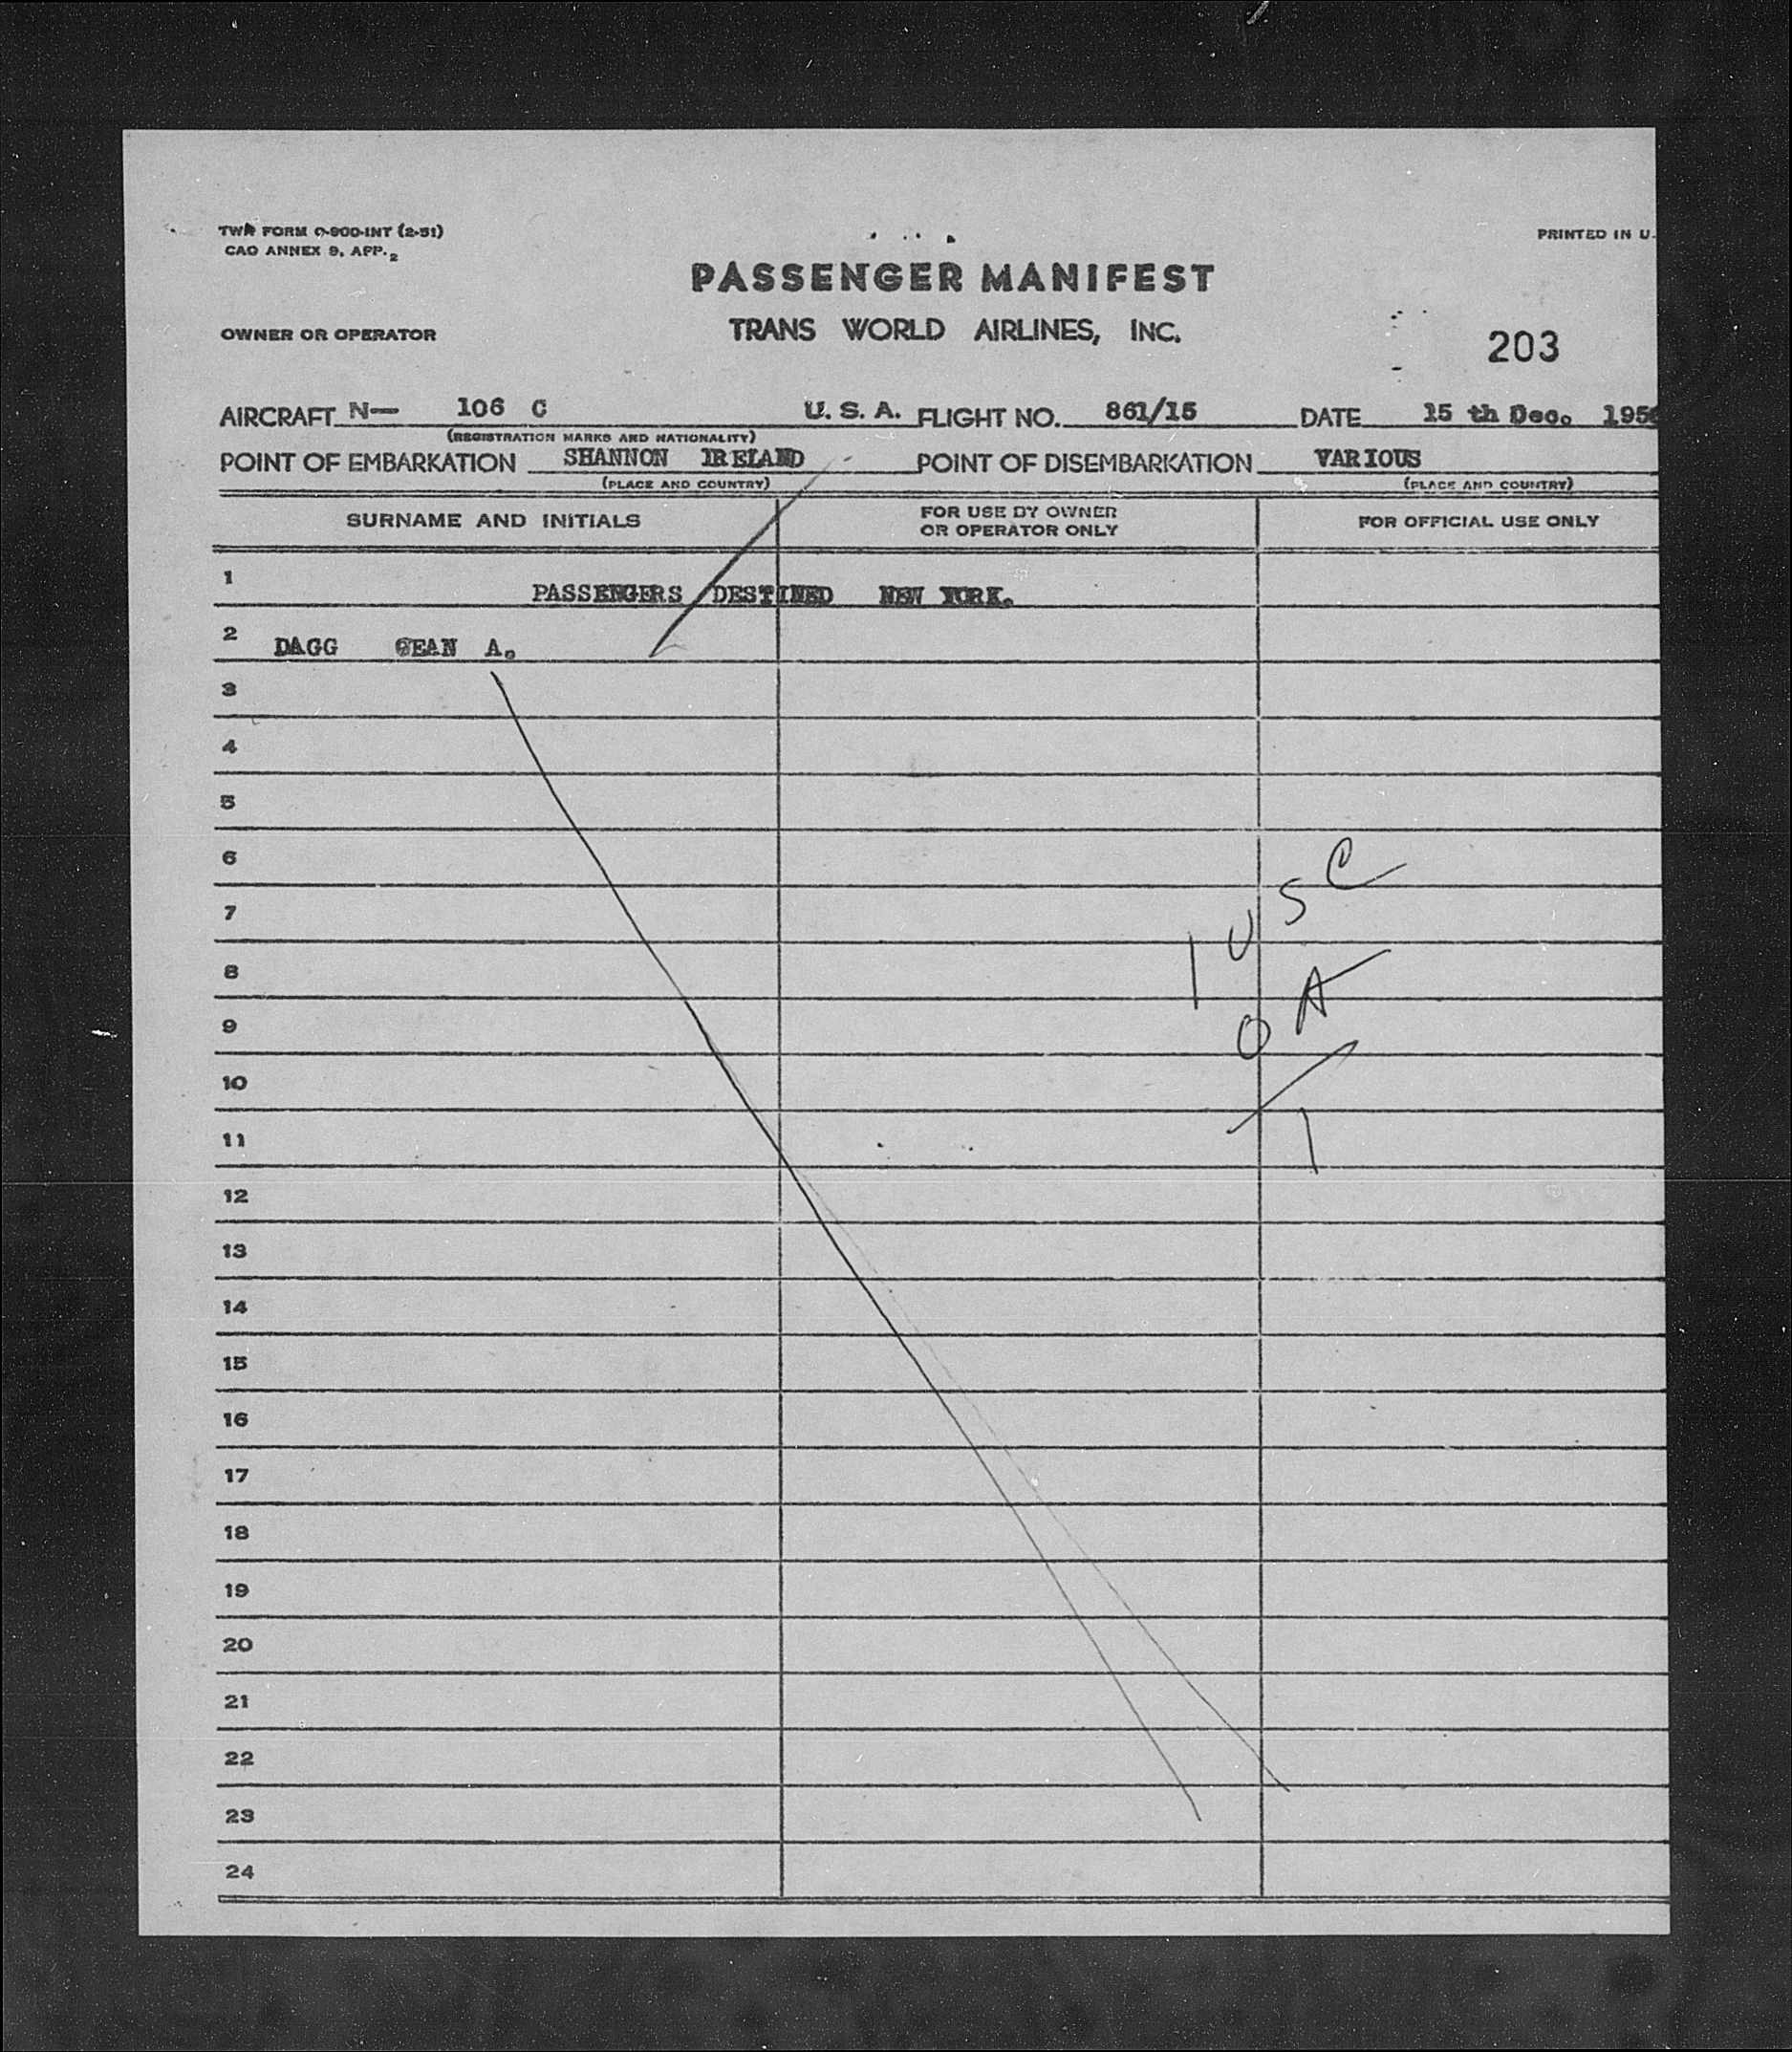 TWA FORM O-900-INT (2-51)
CAO ANNEX 9, APP. 2
PRINTED IN U.
PASSENGER MANIFEST
OWNER OR OPERATOR
TRANS WORLD AIRLINES, INC.
203
AIRCRAFT N— 106 C U. S. A. FLIGHT NO. 861/15 DATE 15 th Dec.
(REGISTRATION MARKS AND NATIONALITY)
POINT OF EMBARKATION SHANNON IRELAND POINT OF DISEMBARKATION VARIOUS
(PLACE AND COUNTRY) (PLACE AND COUNTRY)
SURNAME AND INITIALS
FOR USE BY OWNER
OR OPERATOR ONLY
FOR OFFICIAL USE ONLY
1 PASSENGERS DESTINED NEW YORK.
2 DAGG A.
3
4
5
6
7
8
9
10
11
12
13
14
15
16
17
18
19
20
21
22
23
24
1 USC
0 A
1